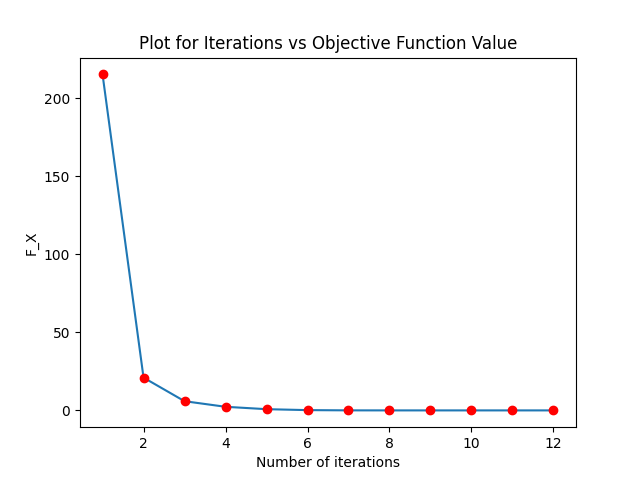 Plot for Iterations vs Objective Function Value
200
150
100
50
0
F_X
2 4 6 8 10 12
Number of iterations